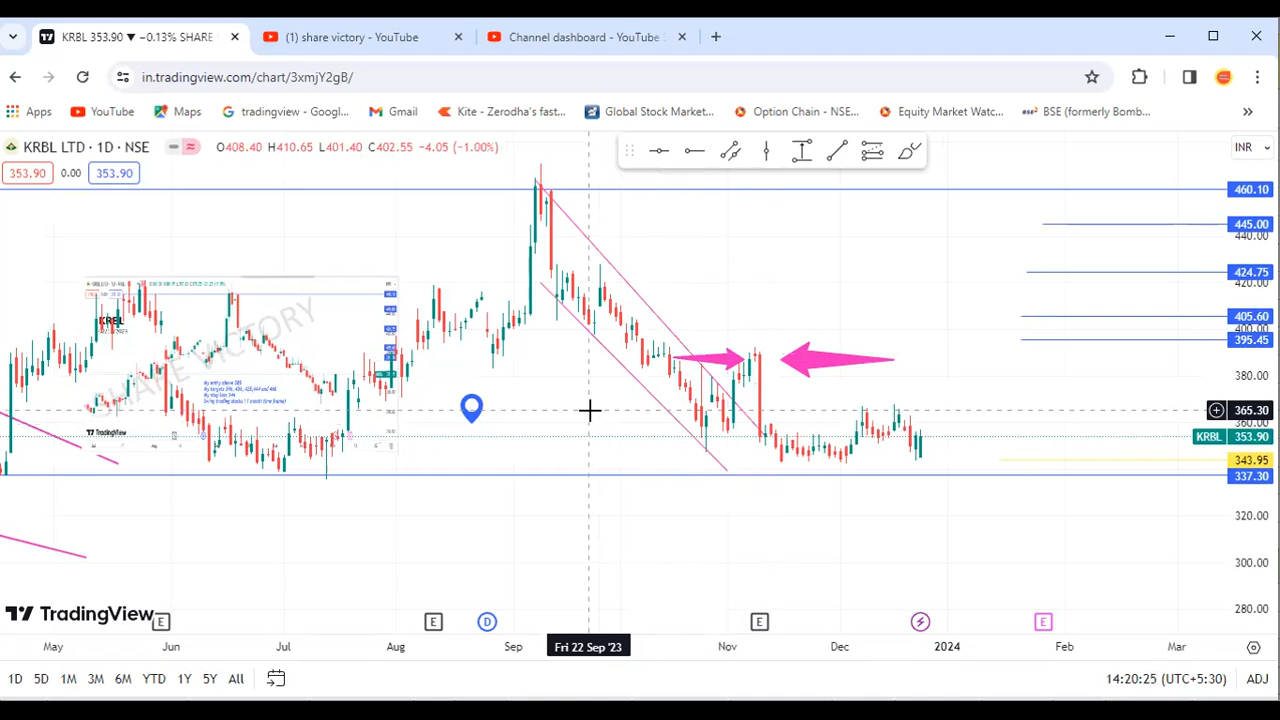 KRBL 353.90 ▼ −0.13% SHARE
(1) share victory - YouTube
Channel dashboard - YouTube
in.tradingview.com/chart/3xmjY2gB/
Apps
YouTube
Maps
tradingview - Googl...
Gmail
Kite - Zerodha's fast...
Global Stock Market...
Option Chain - NSE...
Equity Market Watc...
BSE (formerly Bomb...
KRBL LTD · 1D · NSE
O408.40 H410.65 L401.40 C402.55 −4.05 (−1.00%)
INR
353.90 0.00 353.90
460.10
445.00
440.00
424.75
405.60
400.00
395.45
380.00
365.30
360.00
KRBL 353.90
343.95
337.30
320.00
300.00
280.00
KRBL
SHARE VICTORY
TradingView
TradingView
E
E
D
E
E
May
Jun
Jul
Aug
Sep
Fri 22 Sep '23
Nov
Dec
2024
Feb
Mar
1D 5D 1M 3M 6M YTD 1Y 5Y All
14:20:25 (UTC+5:30)
ADJ